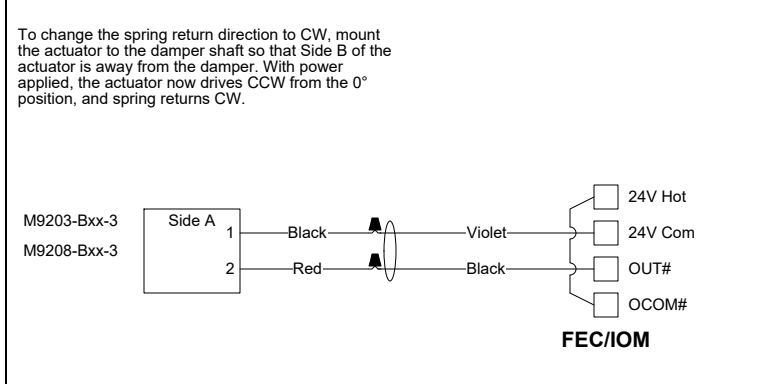 To change the spring return direction to CW, mount
the actuator to the damper shaft so that Side B of the
actuator is away from the damper. With power
applied, the actuator now drives CCW from the 0°
position, and spring returns CW.
M9203-Bxx-3
M9208-Bxx-3
Side A
1
2
Black
Red
Violet
Black
24V Hot
24V Com
OUT#
OCOM#
FEC/IOM